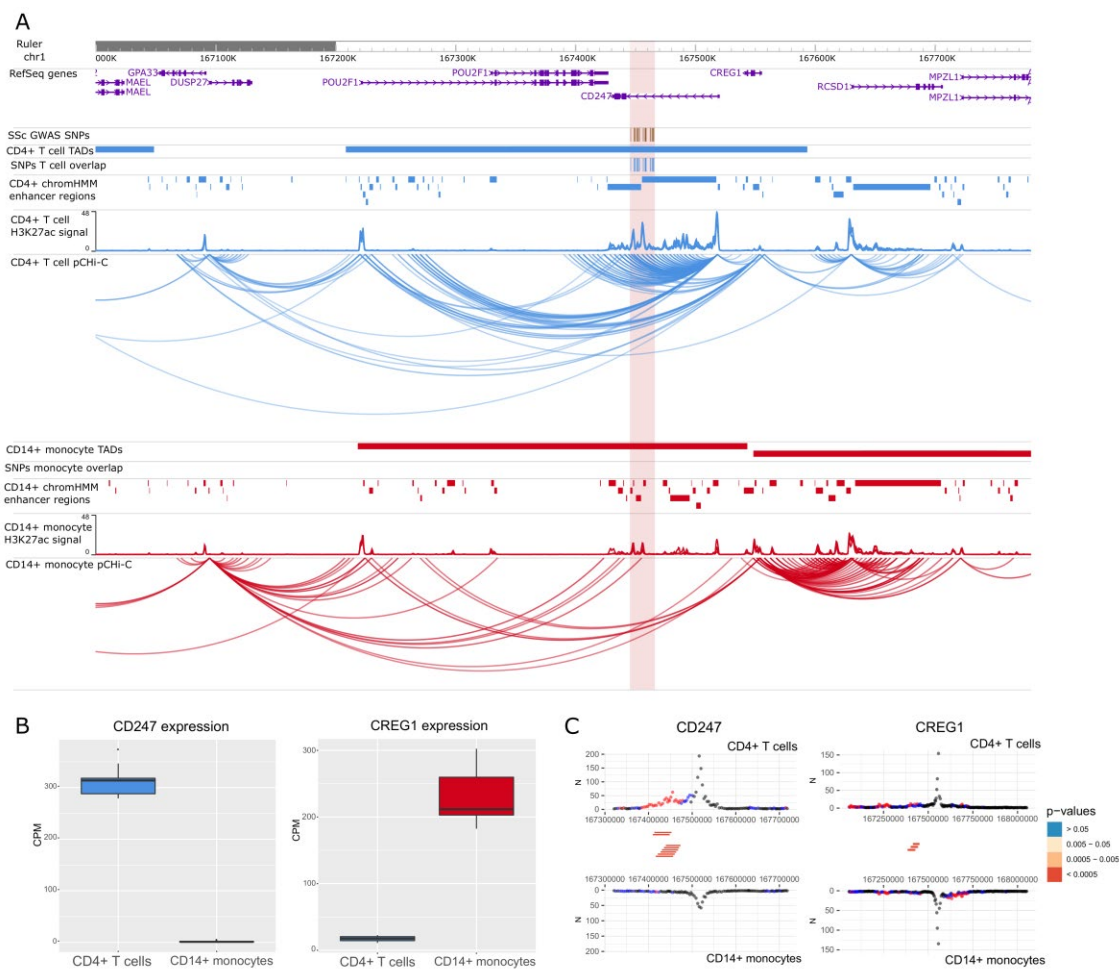 A
Ruler
chr1
000K 167100K 167200K 167300K 167400K 167500K 167600K 167700K
RefSeq genes
2 GPA33 POU2F1 CREG1 MPZL1
MAEL DUSP27 POU2F1 RCSD1
MAEL CD247 MPZL1
SSc GWAS SNPs
CD4+ T cell TADs
SNPs T cell overlap
CD4+ chromHMM
enhancer regions
48
CD4+ T cell
H3K27ac signal
0
CD4+ T cell pCHi-C
CD14+ monocyte TADs
SNPs monocyte overlap
CD14+ chromHMM
enhancer regions
48
CD14+ monocyte
H3K27ac signal
0
CD14+ monocyte pCHi-C
B
CD247 expression
CPM
300
200
100
0
CD4+ T cells CD14+ monocytes
CREG1 expression
CPM
300
200
100
0
CD4+ T cells CD14+ monocytes
C
CD247
CD4+ T cells
N
200
150
100
50
0
167300000 167400000 167500000 167600000 167700000
167300000 167400000 167500000 167600000 167700000
N
0
50
100
150
200
CD14+ monocytes
CREG1
CD4+ T cells
N
150
100
50
0
167250000 167500000 167750000 168000000
167250000 167500000 167750000 168000000
N
0
50
100
150
CD14+ monocytes
p-values
> 0.05
0.005 - 0.05
0.0005 - 0.005
< 0.0005